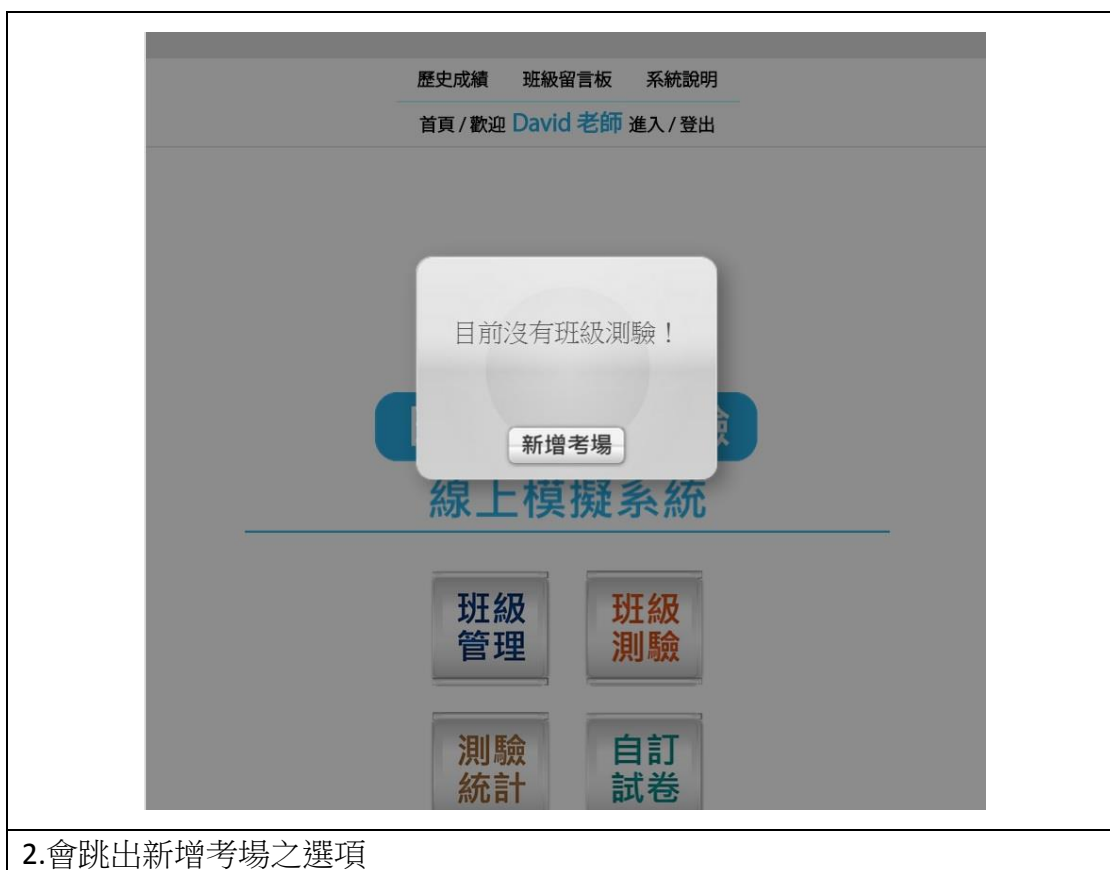 歷史成績 班級留言板 系統說明
首頁 / 歡迎 David 老師 進入 / 登出
目前沒有班級測驗！
新增考場
線上模擬系統
班級 班級
管理 測驗
測驗 自訂
統計 試卷
2.會跳出新增考場之選項